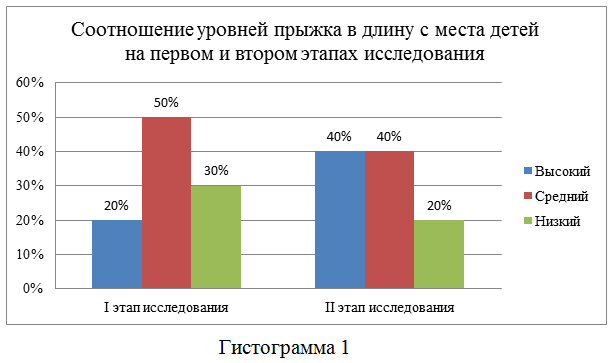 Соотношение уровней прыжка в длину с места детей
на первом и втором этапах исследования
60%
50%
40%
30%
20%
10%
0%
20%
50%
30%
40%
40%
20%
I этап исследования
II этап исследования
Высокий
Средний
Низкий
Гистограмма 1